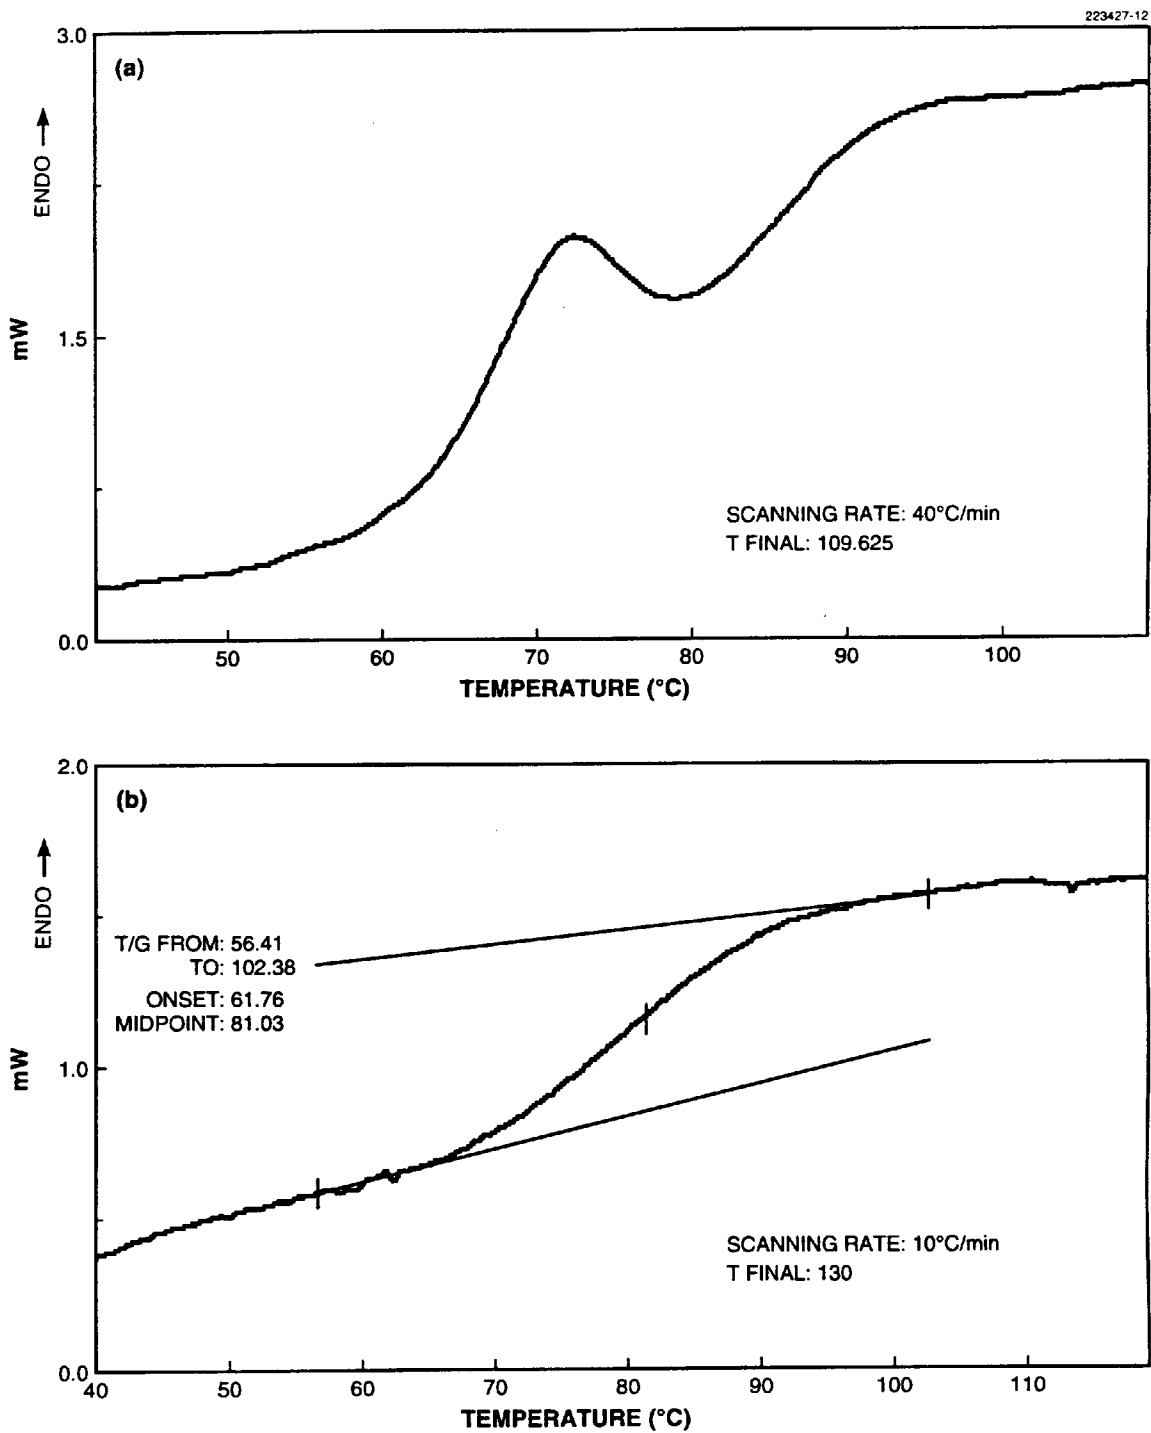 223427-12
3.0
(a)
ENDO →
1.5
mW
SCANNING RATE: 40°C/min
T FINAL: 109.625
0.0
50 60 70 80 90 100
TEMPERATURE (°C)
2.0
(b)
ENDO →
T/G FROM: 56.41
TO: 102.38
ONSET: 61.76
MIDPOINT: 81.03
1.0
mW
SCANNING RATE: 10°C/min
T FINAL: 130
0.0
40 50 60 70 80 90 100 110
TEMPERATURE (°C)